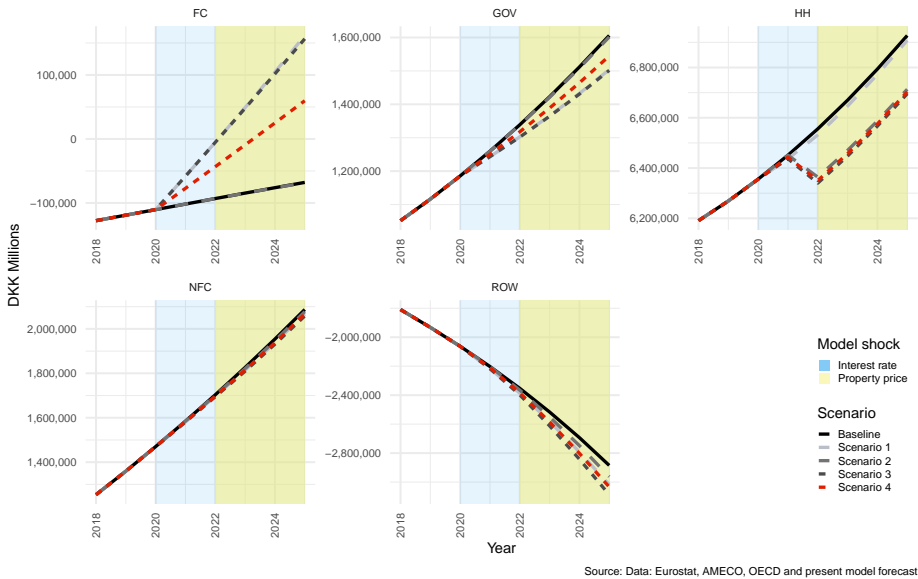 FC
GOV
HH
100,000
0
−100,000
2018
2020
2022
2024
1,600,000
1,400,000
1,200,000
2018
2020
2022
2024
6,800,000
6,600,000
6,400,000
6,200,000
2018
2020
2022
2024
DKK Millions
NFC
ROW
2,000,000
1,800,000
1,600,000
1,400,000
2018
2020
2022
2024
−2,000,000
−2,400,000
−2,800,000
2018
2020
2022
2024
Year
Model shock
Interest rate
Property price
Scenario
Baseline
Scenario 1
Scenario 2
Scenario 3
Scenario 4
Source: Data: Eurostat, AMECO, OECD and present model forecast